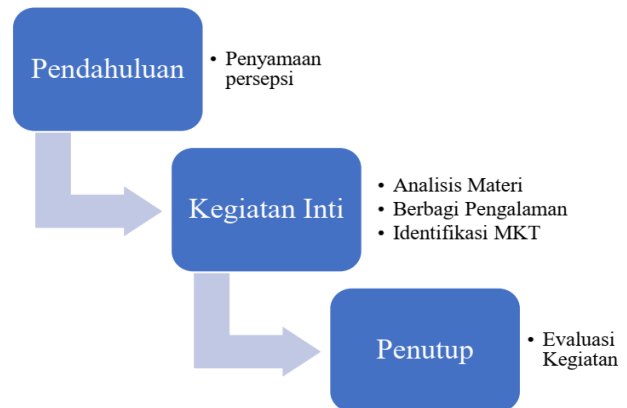 Pendahuluan
• Penyamaan
persepsi
Kegiatan Inti
• Analisis Materi
• Berbagi Pengalaman
• Identifikasi MKT
Penutup
• Evaluasi
Kegiatan